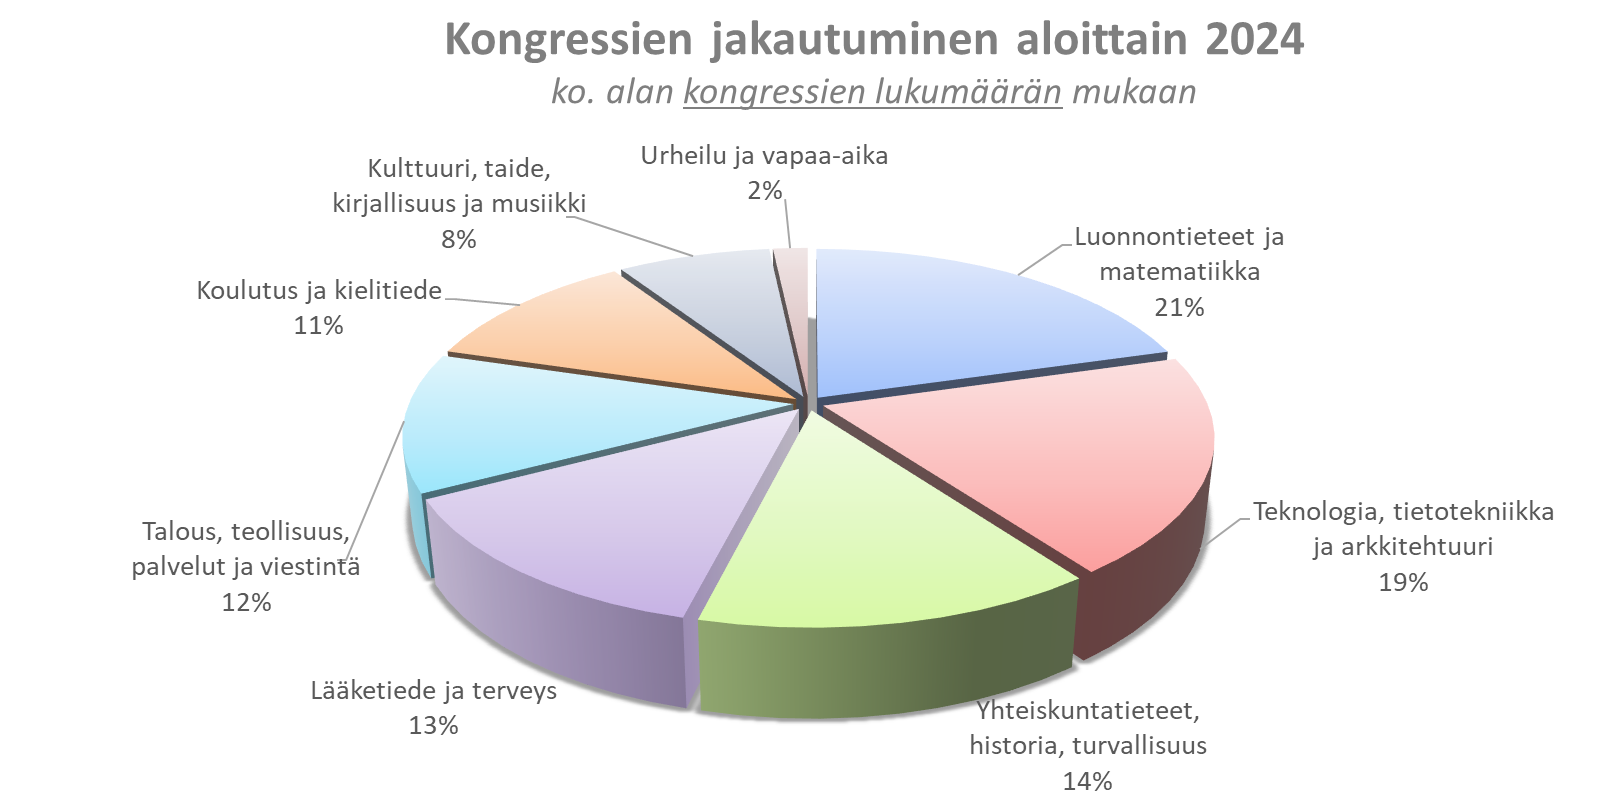 Kongressien jakautuminen aloittain 2024
ko. alan kongressien lukumäärän mukaan
Urheilu ja vapaa-aika
2%
Kulttuuri, taide,
kirjallisuus ja musiikki
8%
Luonnontieteet ja
matematiikka
21%
Koulutus ja kielitiede
11%
Teknologia, tietotekniikka
ja arkkitehtuuri
19%
Talous, teollisuus,
palvelut ja viestintä
12%
Lääketiede ja terveys
13%
Yhteiskuntatieteet,
historia, turvallisuus
14%